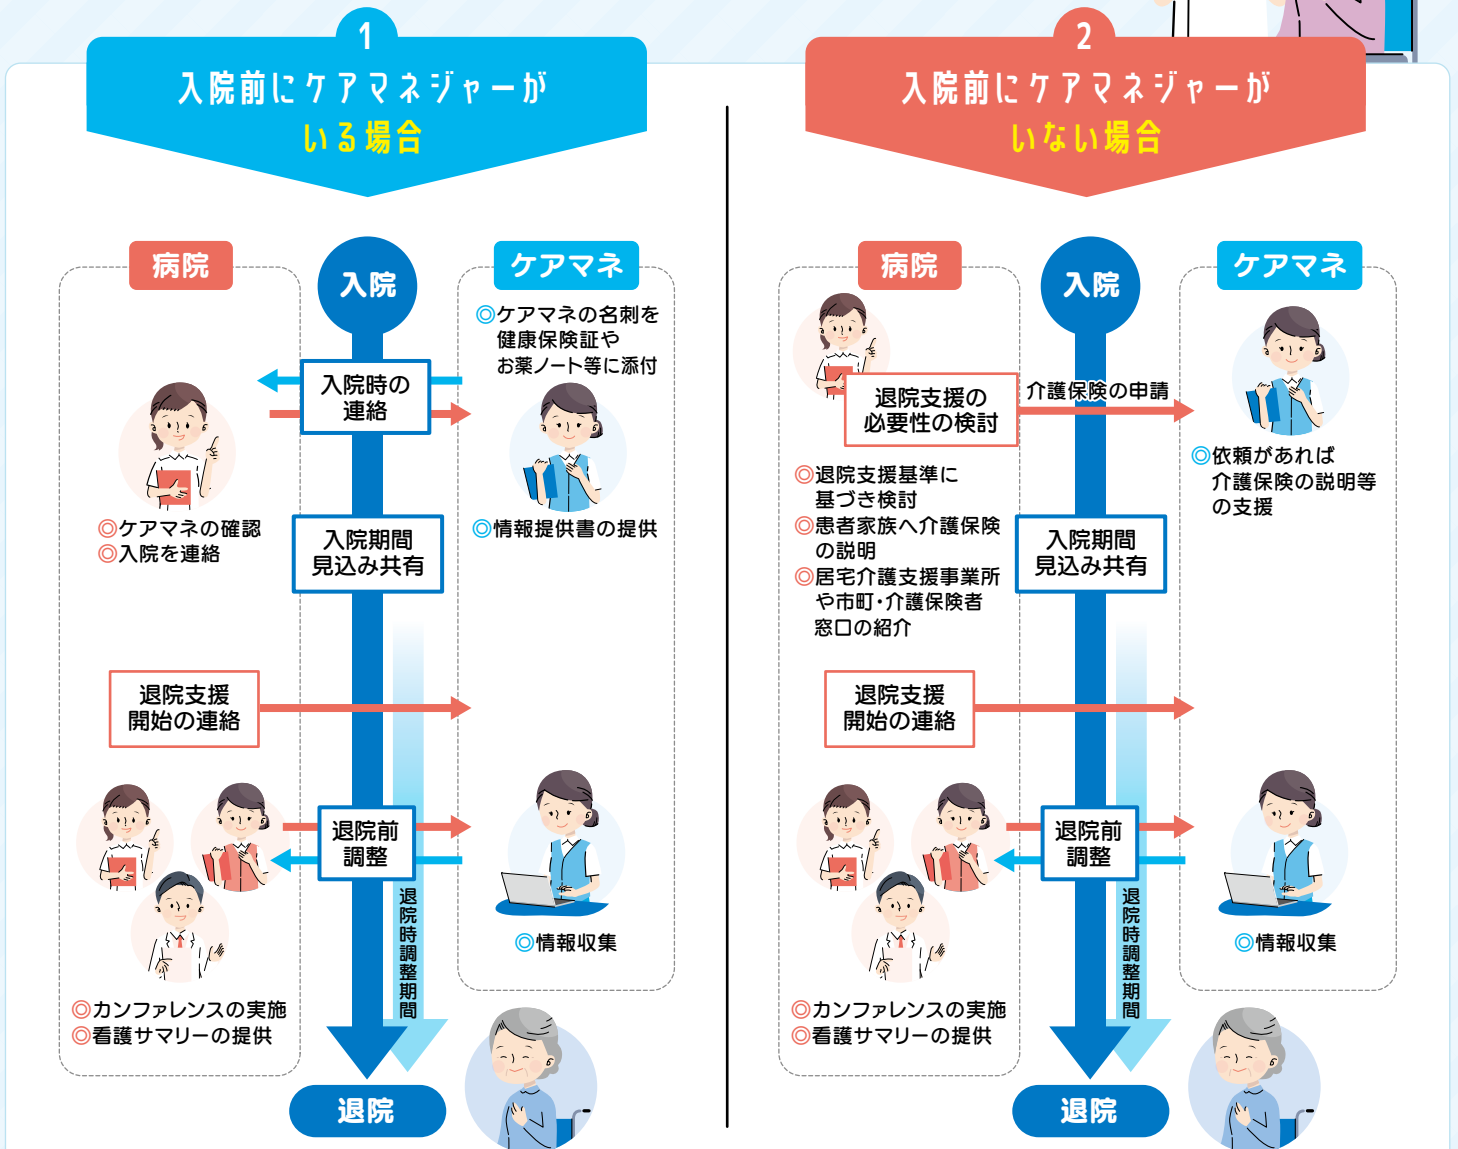 1
入院前にケアマネジャーが
いる場合
病院
入院
ケアマネ
◎ケアマネの名刺を
健康保険証や
お薬ノート等に添付
入院時の
連絡
◎ケアマネの確認
◎入院を連絡
入院期間
見込み共有
◎情報提供書の提供
退院支援
開始の連絡
退院前
調整
退院時調整期間
◎情報収集
◎カンファレンスの実施
◎看護サマリーの提供
退院
2
入院前にケアマネジャーが
いない場合
病院
入院
ケアマネ
退院支援の
必要性の検討
介護保険の申請
◎依頼があれば
介護保険の説明等
の支援
◎退院支援基準に
基づき検討
◎患者家族へ介護保険
の説明
◎居宅介護支援事業所
や市町・介護保険者
窓口の紹介
入院期間
見込み共有
退院支援
開始の連絡
退院前
調整
退院時調整期間
◎情報収集
◎カンファレンスの実施
◎看護サマリーの提供
退院